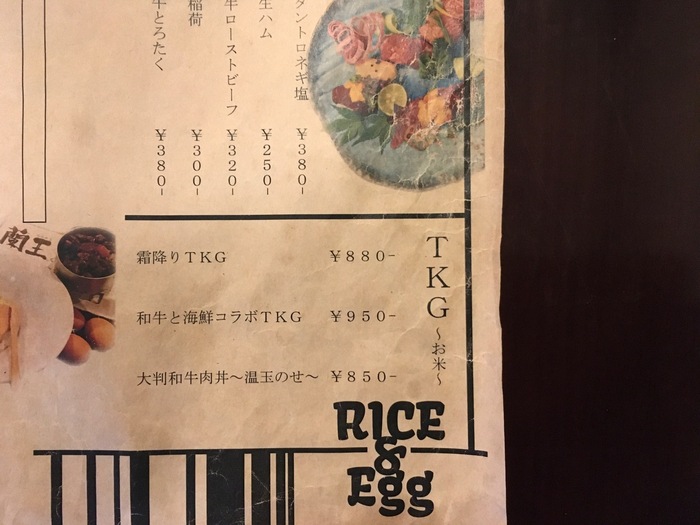 タントロネギ塩 ￥380-
生ハム ￥250-
牛ローストビーフ ￥320-
稲荷 ￥300-
牛とろたく ￥380-
TKG～お米～
霜降りTKG ￥880-
和牛と海鮮コラボTKG ￥950-
大判和牛肉丼～温玉のせ～ ￥850-
蘭王
RICE
&
Egg